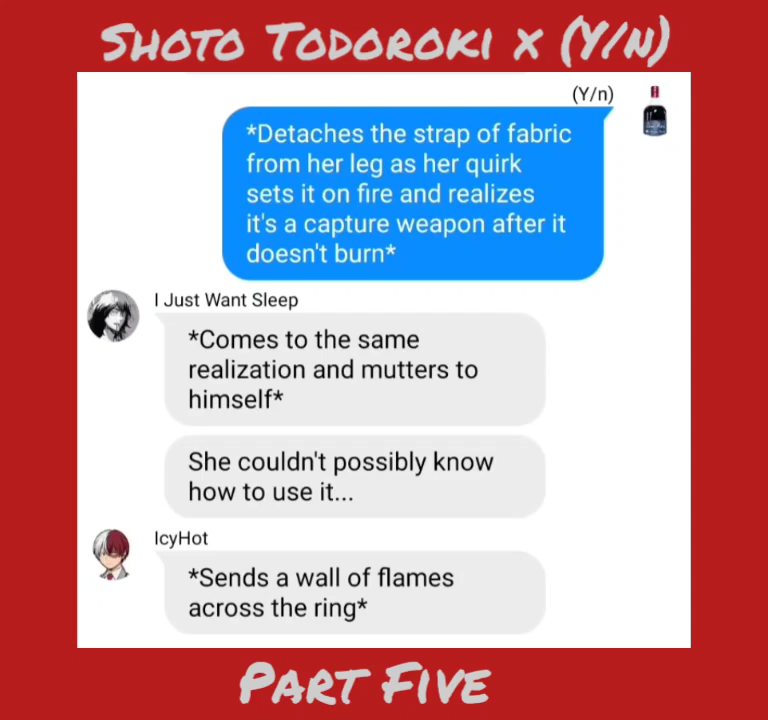 Shoto Todoroki x (Y/N)
(Y/n)
*Detaches the strap of fabric
from her leg as her quirk
sets it on fire and realizes
it's a capture weapon after it
doesn't burn*
I Just Want Sleep
*Comes to the same
realization and mutters to
himself*
She couldn't possibly know
how to use it...
IcyHot
*Sends a wall of flames
across the ring*
Part Five